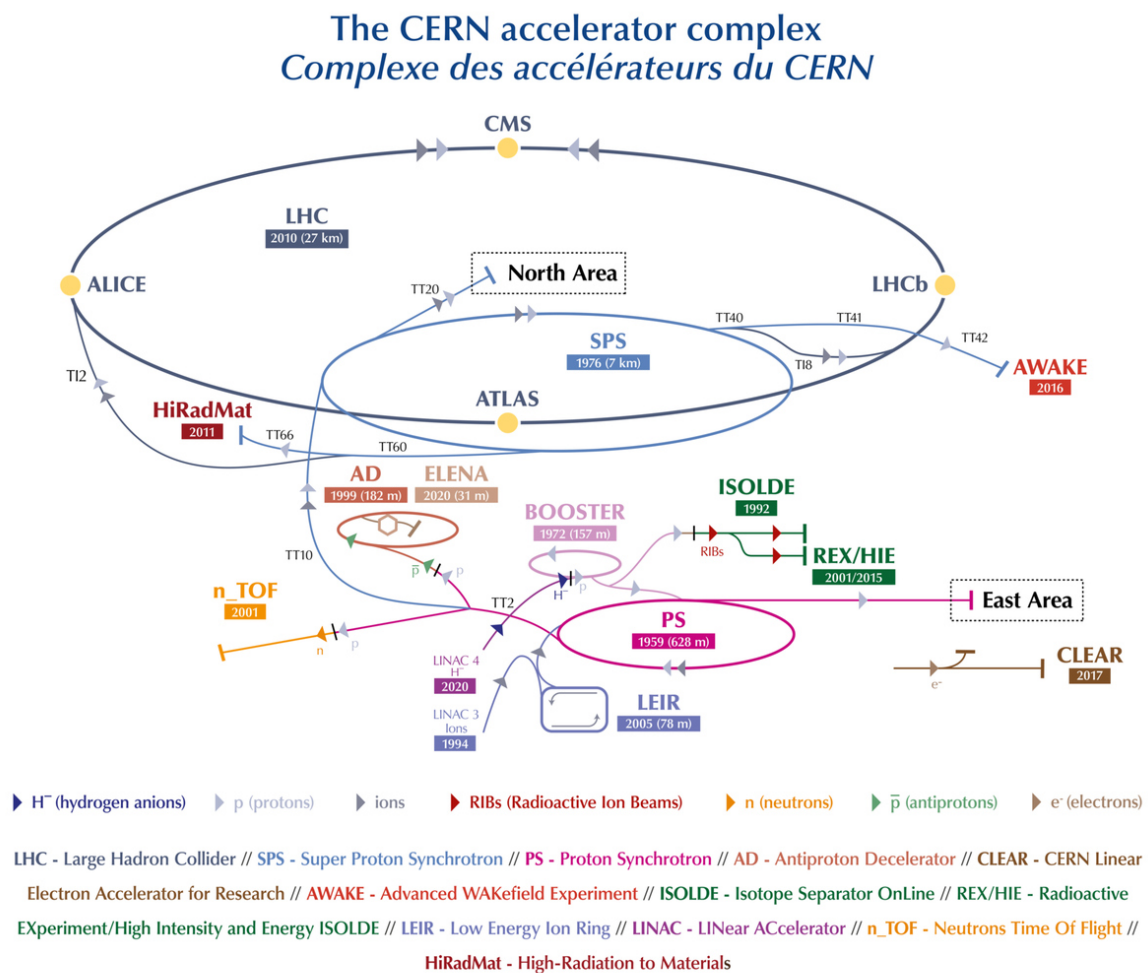 The CERN accelerator complex
Complexe des accélérateurs du CERN
CMS
LHC
2010 (27 km)
North Area
ALICE
LHCb
TT20
TT40
TT41
SPS
TT42
1976 (7 km)
TI8
AWAKE
2016
TI2
ATLAS
HiRadMat
2011
TT66
TT60
AD
1999 (182 m)
ELENA
2020 (31 m)
ISOLDE
1992
BOOSTER
1972 (157 m)
RIBs
REX/HIE
2001/2015
TT10
p̅
p
H⁻
p
n_TOF
2001
TT2
East Area
PS
1959 (628 m)
n
p
LINAC 4
H⁻
2020
CLEAR
2017
e⁻
LINAC 3
Ions
1994
LEIR
2005 (78 m)
H⁻ (hydrogen anions)
p (protons)
ions
RIBs (Radioactive Ion Beams)
n (neutrons)
p̅ (antiprotons)
e⁻ (electrons)
LHC - Large Hadron Collider // SPS - Super Proton Synchrotron // PS - Proton Synchrotron // AD - Antiproton Decelerator // CLEAR - CERN Linear
Electron Accelerator for Research // AWAKE - Advanced WAKefield Experiment // ISOLDE - Isotope Separator OnLine // REX/HIE - Radioactive
EXperiment/High Intensity and Energy ISOLDE // LEIR - Low Energy Ion Ring // LINAC - LINear ACcelerator // n_TOF - Neutrons Time Of Flight //
HiRadMat - High-Radiation to Materials